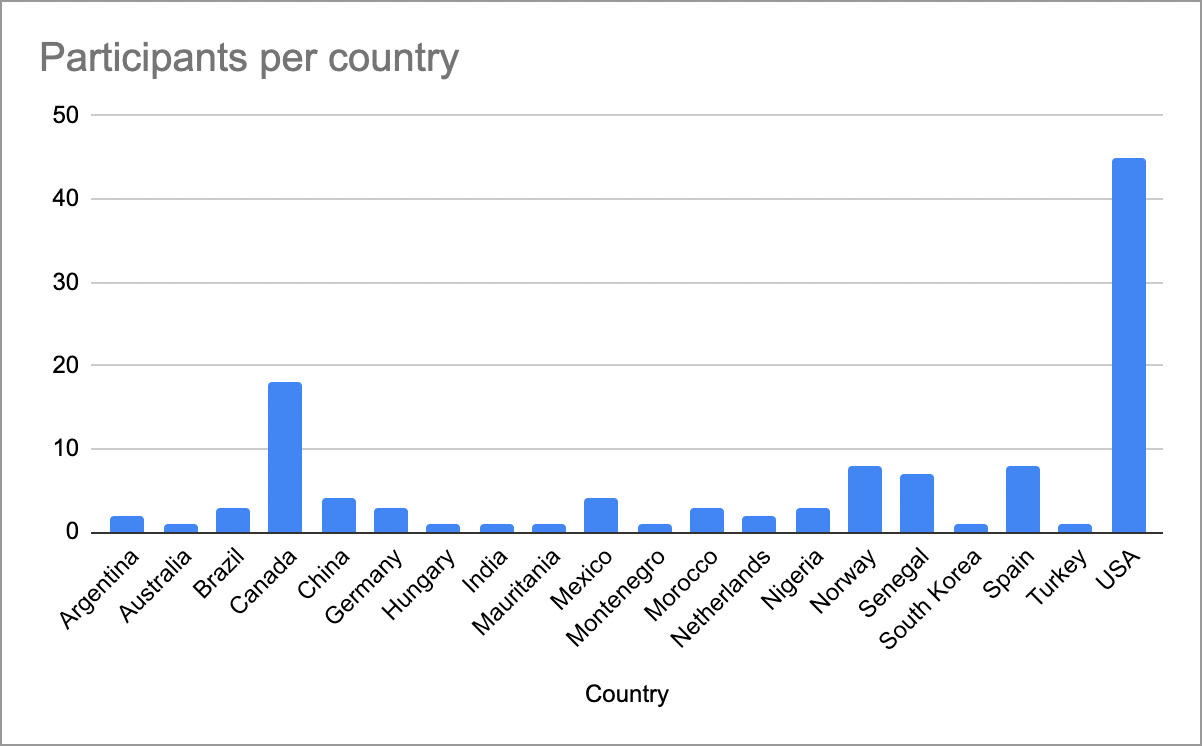 Participants per country
50
40
30
20
10
0
Argentina
Australia
Brazil
Canada
China
Germany
Hungary
India
Mauritania
Mexico
Montenegro
Morocco
Netherlands
Nigeria
Norway
Senegal
South Korea
Spain
Turkey
USA
Country